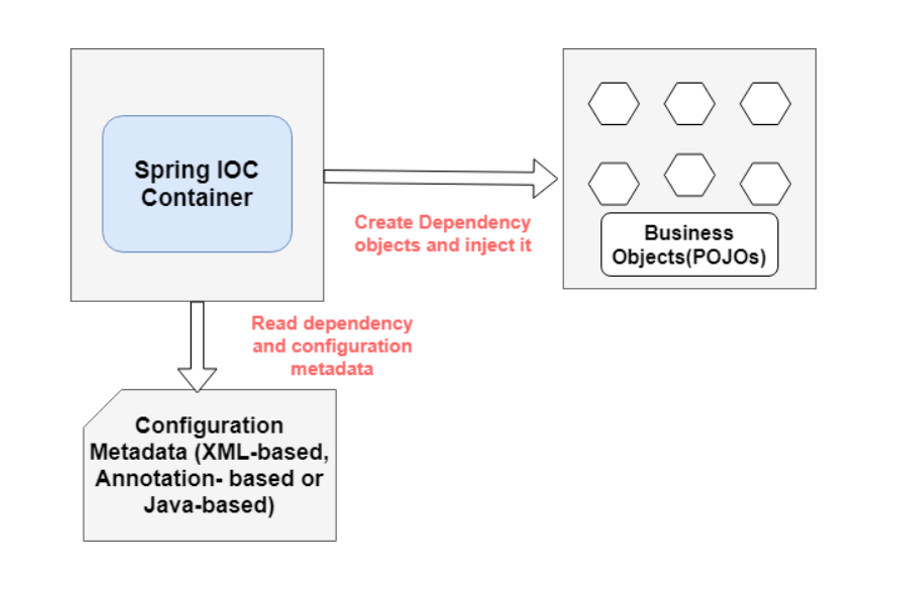 Spring IOC
Container
Create Dependency
objects and inject it
Business
Objects(POJOs)
Read dependency
and configuration
metadata
Configuration
Metadata (XML-based,
Annotation- based or
Java-based)